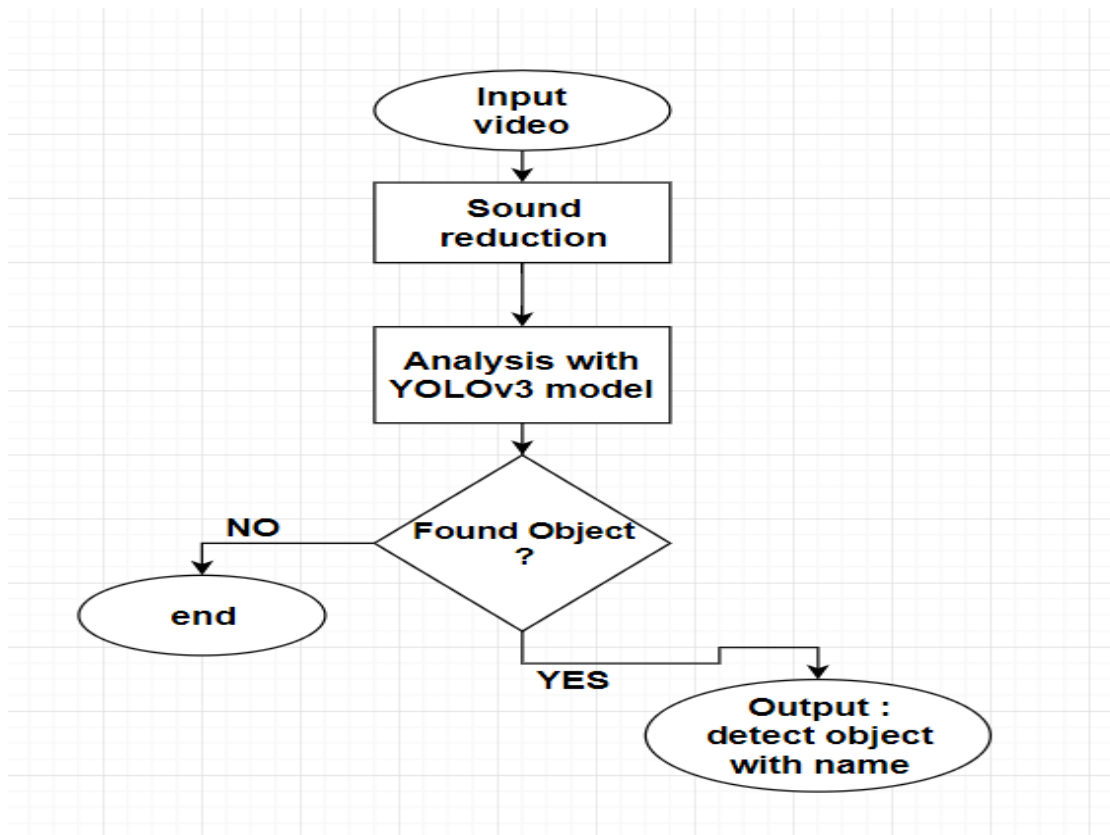 Input
video
Sound
reduction
Analysis with
YOLOv3 model
Found Object
?
NO
end
YES
Output :
detect object
with name